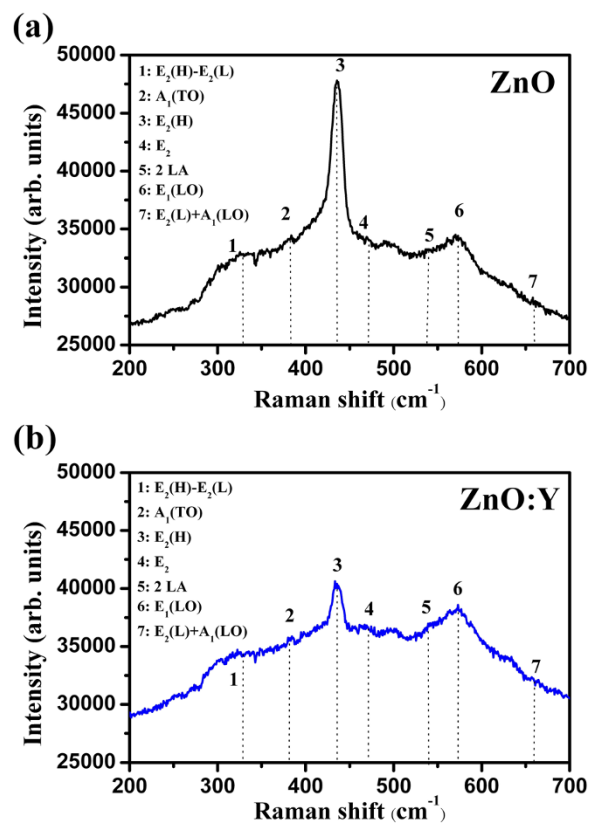 (a)
50000
45000
40000
35000
30000
25000
Intensity (arb. units)
1: E₂(H)-E₂(L)
2: A₁(TO)
3: E₂(H)
4: E₂
5: 2 LA
6: E₁(LO)
7: E₂(L)+A₁(LO)
ZnO
1
2
3
4
5
6
7
200 300 400 500 600 700
Raman shift (cm⁻¹)
(b)
50000
45000
40000
35000
30000
25000
Intensity (arb. units)
1: E₂(H)-E₂(L)
2: A₁(TO)
3: E₂(H)
4: E₂
5: 2 LA
6: E₁(LO)
7: E₂(L)+A₁(LO)
ZnO:Y
1
2
3
4
5
6
7
200 300 400 500 600 700
Raman shift (cm⁻¹)